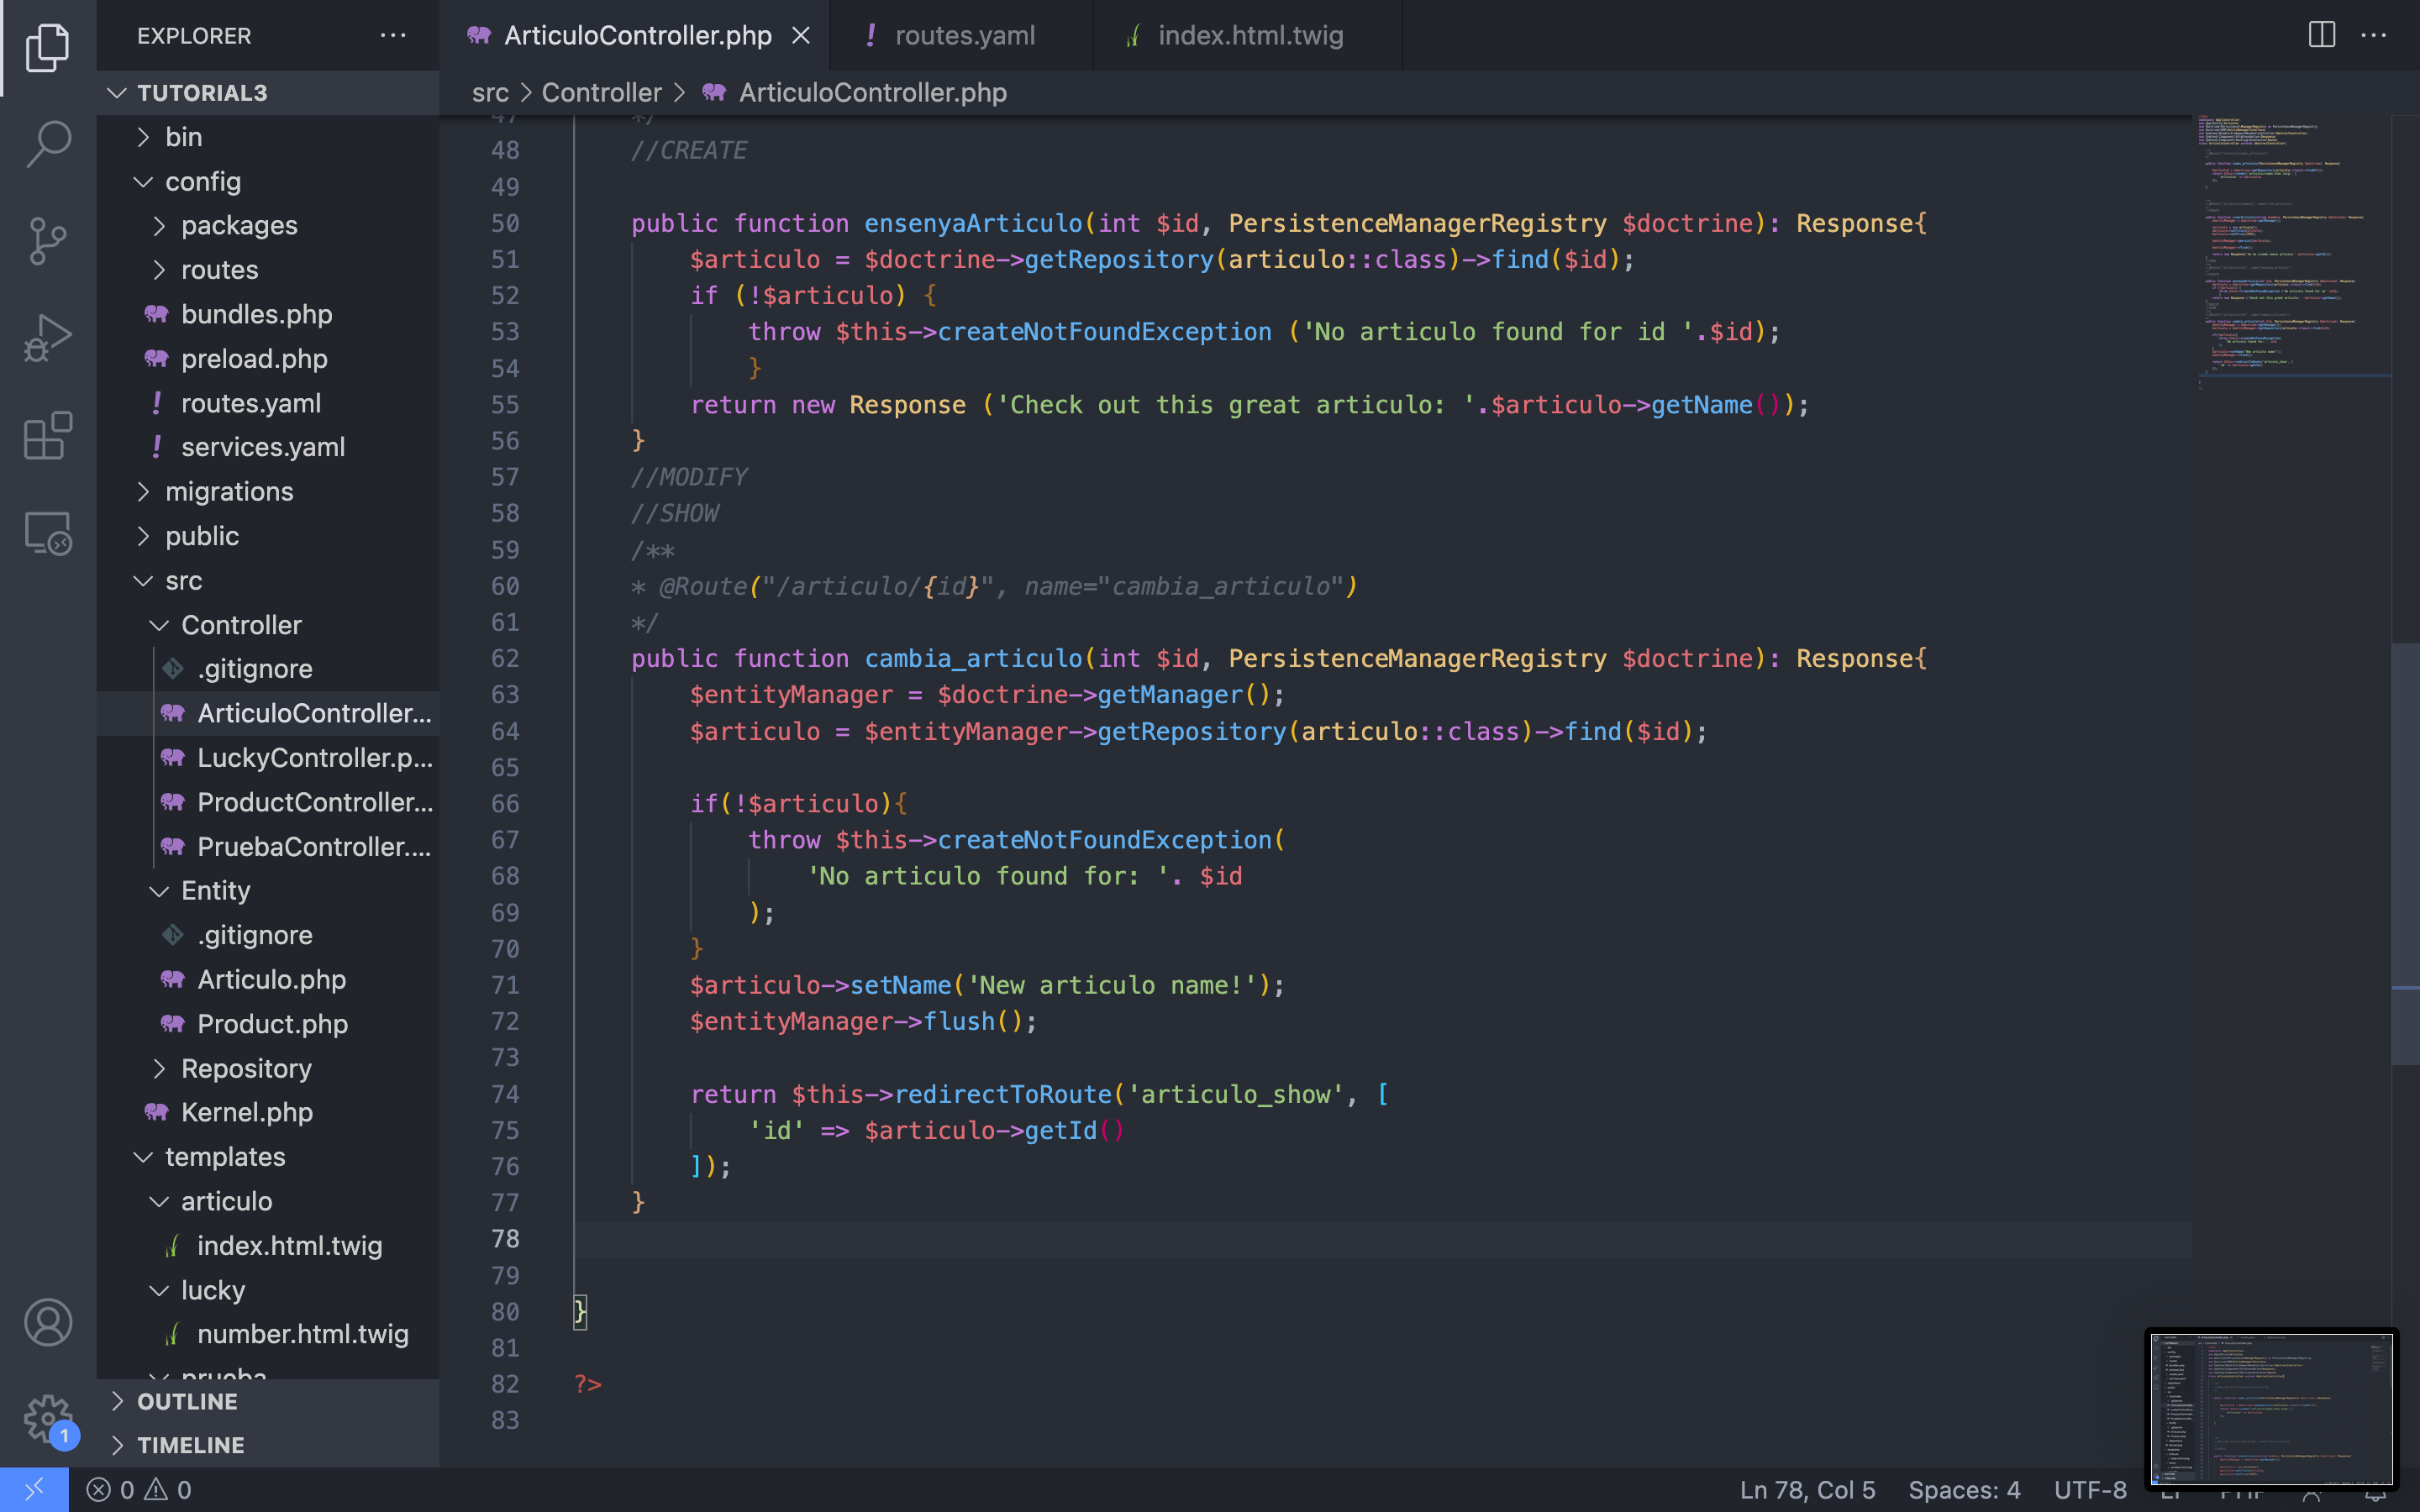 EXPLORER
TUTORIAL3
bin
config
packages
routes
bundles.php
preload.php
routes.yaml
services.yaml
migrations
public
src
Controller
.gitignore
ArticuloController...
LuckyController.p...
ProductController...
PruebaController....
Entity
.gitignore
Articulo.php
Product.php
Repository
Kernel.php
templates
articulo
index.html.twig
lucky
number.html.twig
prueba
OUTLINE
TIMELINE
ArticuloController.php
! routes.yaml
index.html.twig
src > Controller > ArticuloController.php
47 */
48 //CREATE
49
50 public function ensenyaArticulo(int $id, PersistenceManagerRegistry $doctrine): Response{
51 $articulo = $doctrine->getRepository(articulo::class)->find($id);
52 if (!$articulo) {
53 throw $this->createNotFoundException ('No articulo found for id '.$id);
54 }
55 return new Response ('Check out this great articulo: '.$articulo->getName());
56 }
57 //MODIFY
58 //SHOW
59 /**
60 * @Route("/articulo/{id}", name="cambia_articulo")
61 */
62 public function cambia_articulo(int $id, PersistenceManagerRegistry $doctrine): Response{
63 $entityManager = $doctrine->getManager();
64 $articulo = $entityManager->getRepository(articulo::class)->find($id);
65
66 if(!$articulo){
67 throw $this->createNotFoundException(
68 'No articulo found for: '. $id
69 );
70 }
71 $articulo->setName('New articulo name!');
72 $entityManager->flush();
73
74 return $this->redirectToRoute('articulo_show', [
75 'id' => $articulo->getId()
76 ]);
77 }
78
79
80 }
81
82 ?>
83
1
0 0
Ln 78, Col 5 Spaces: 4 UTF-8 LF PHP